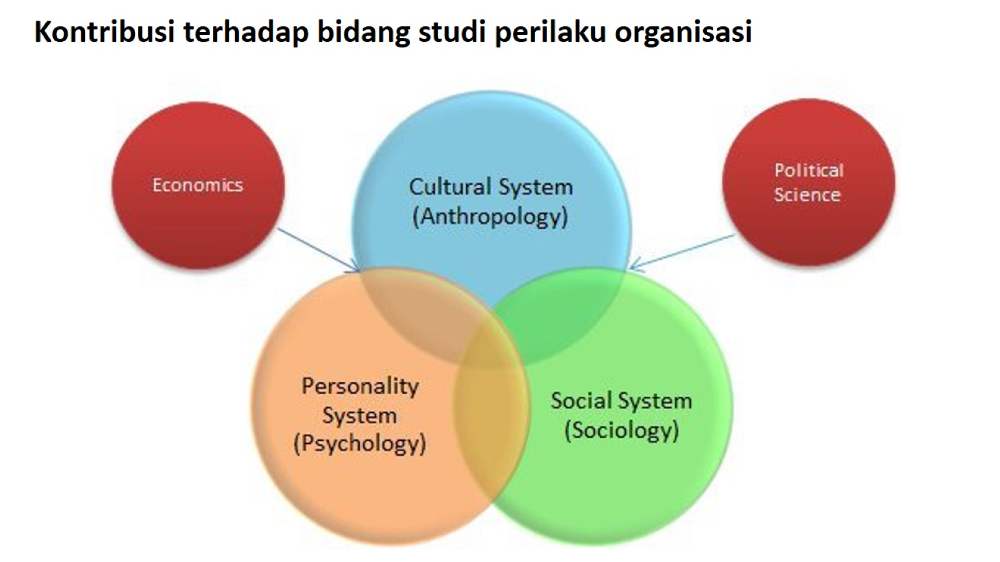 Kontribusi terhadap bidang studi perilaku organisasi
Economics
Cultural System
(Anthropology)
Political
Science
Personality
System
(Psychology)
Social System
(Sociology)